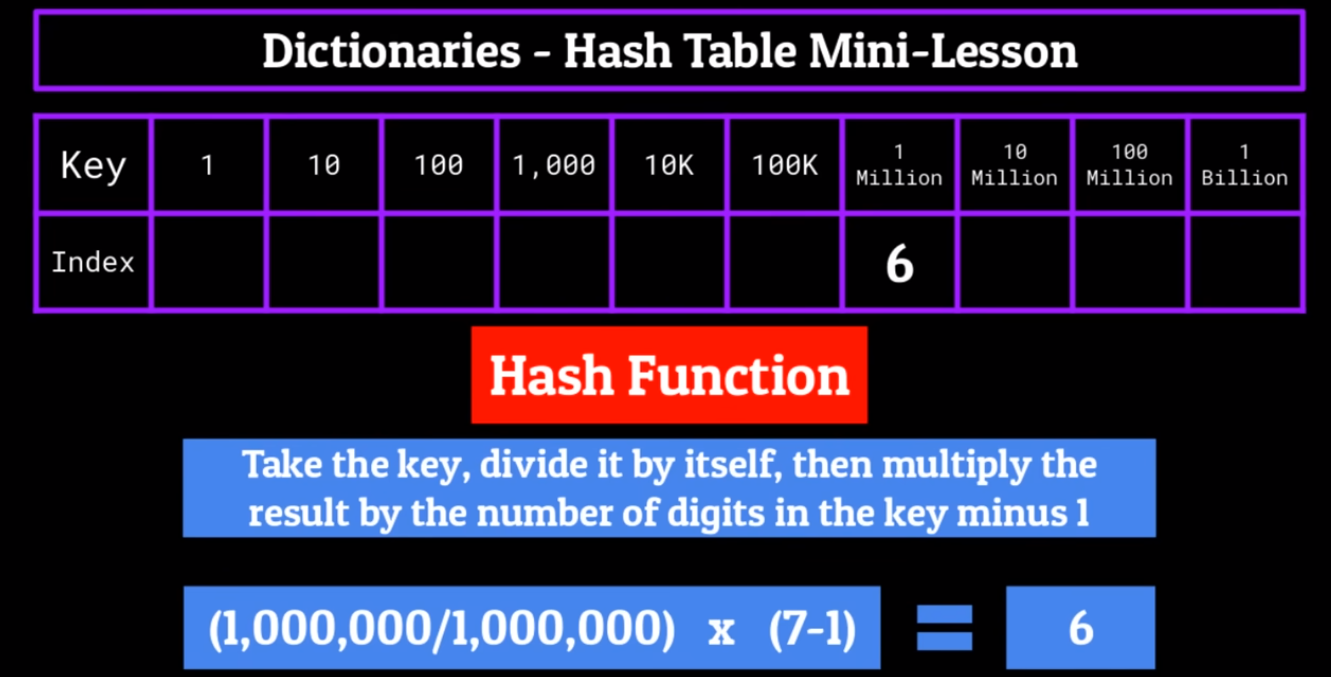 Dictionaries - Hash Table Mini-Lesson
Key 1 10 100 1,000 10K 100K 1 Million 10 Million 100 Million 1 Billion
Index 6
Hash Function
Take the key, divide it by itself, then multiply the
result by the number of digits in the key minus 1
(1,000,000/1,000,000) x (7-1) = 6